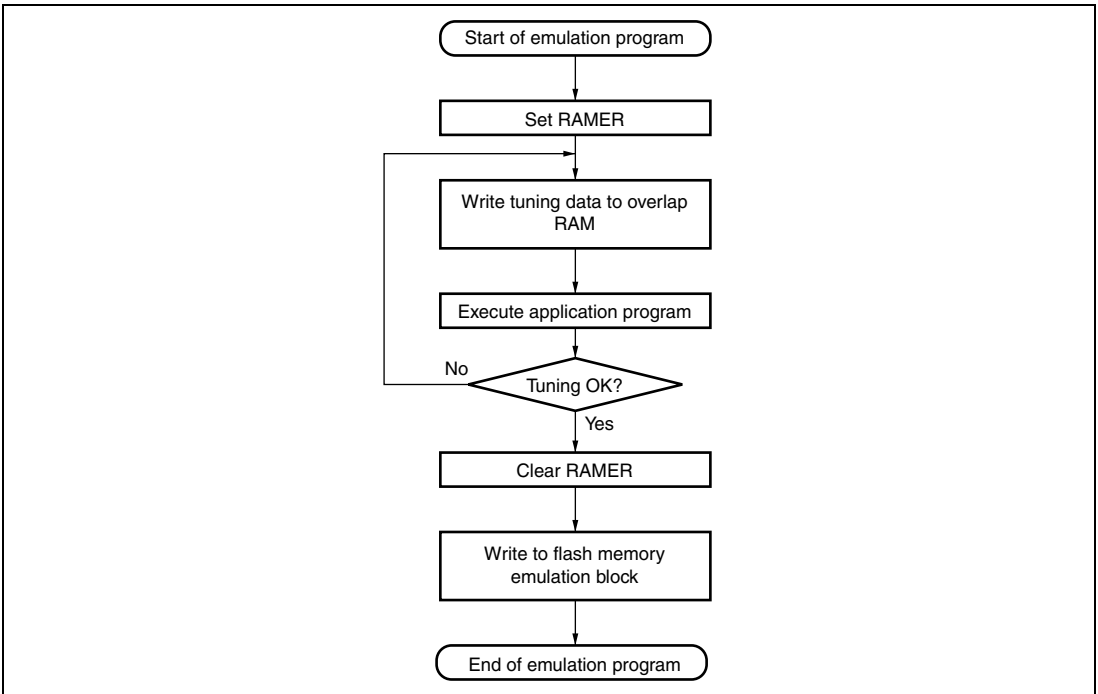 Start of emulation program
Set RAMER
Write tuning data to overlap
RAM
Execute application program
No
Tuning OK?
Yes
Clear RAMER
Write to flash memory
emulation block
End of emulation program